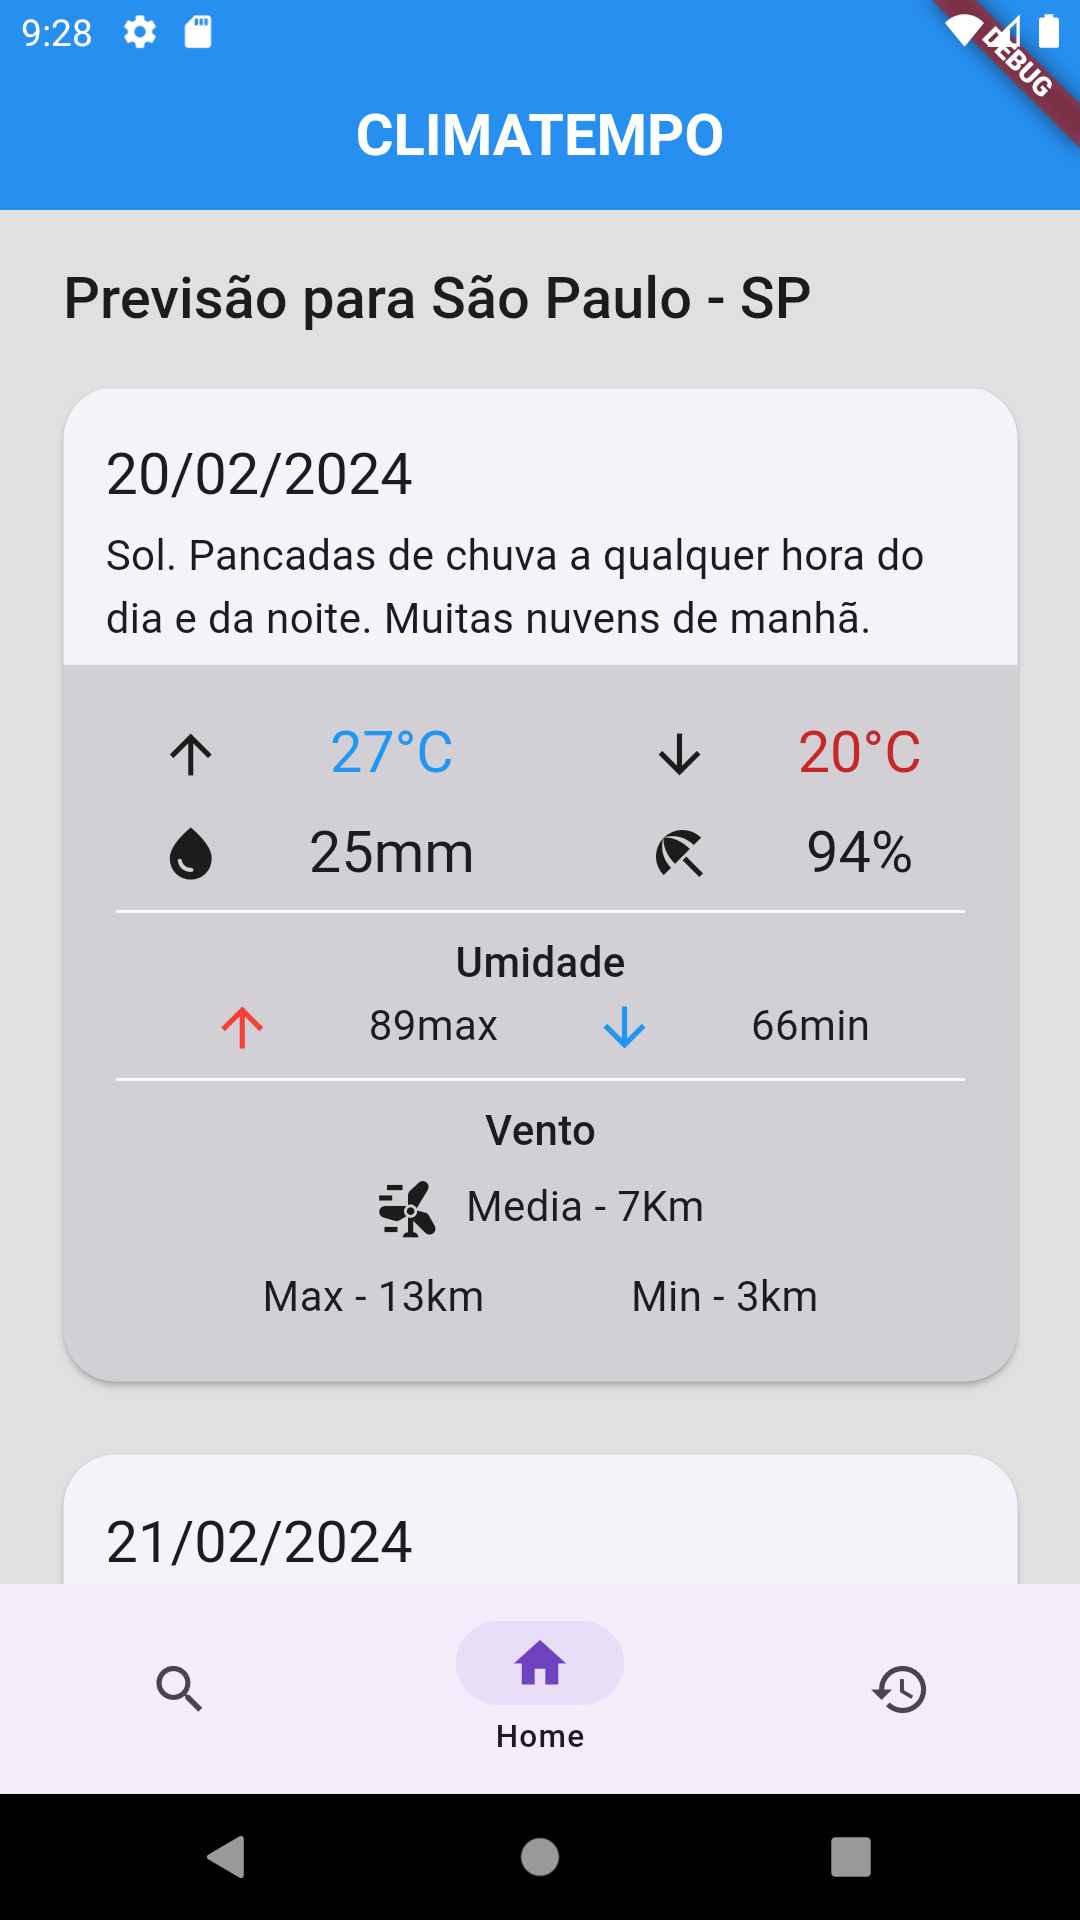 9:28
DEBUG
CLIMATEMPO
Previsão para São Paulo - SP
20/02/2024
Sol. Pancadas de chuva a qualquer hora do
dia e da noite. Muitas nuvens de manhã.
27°C 20°C
25mm 94%
Umidade
89max 66min
Vento
Media - 7Km
Max - 13km Min - 3km
21/02/2024
Home